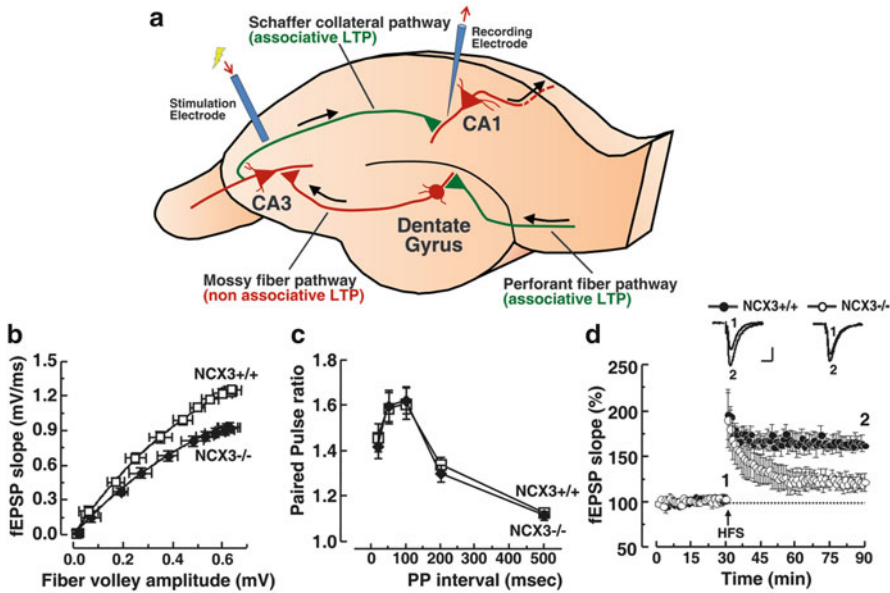 a
Schaffer collateral pathway
(associative LTP)
Recording
Electrode
Stimulation
Electrode
CA1
CA3
Dentate
Gyrus
Mossy fiber pathway
(non associative LTP)
Perforant fiber pathway
(associative LTP)
b
fEPSP slope (mV/ms)
1.5
1.2
0.9
0.6
0.3
0.0
NCX3+/+
NCX3-/-
0.0 0.2 0.4 0.6
Fiber volley amplitude (mV)
c
Paired Pulse ratio
1.8
1.6
1.4
1.2
1.0
NCX3+/+
NCX3-/-
0 100 200 300 400 500
PP interval (msec)
d
NCX3+/+ NCX3-/-
1 1
2 2
fEPSP slope (%)
250
200
150
100
50
1
2
HFS
0 15 30 45 60 75 90
Time (min)